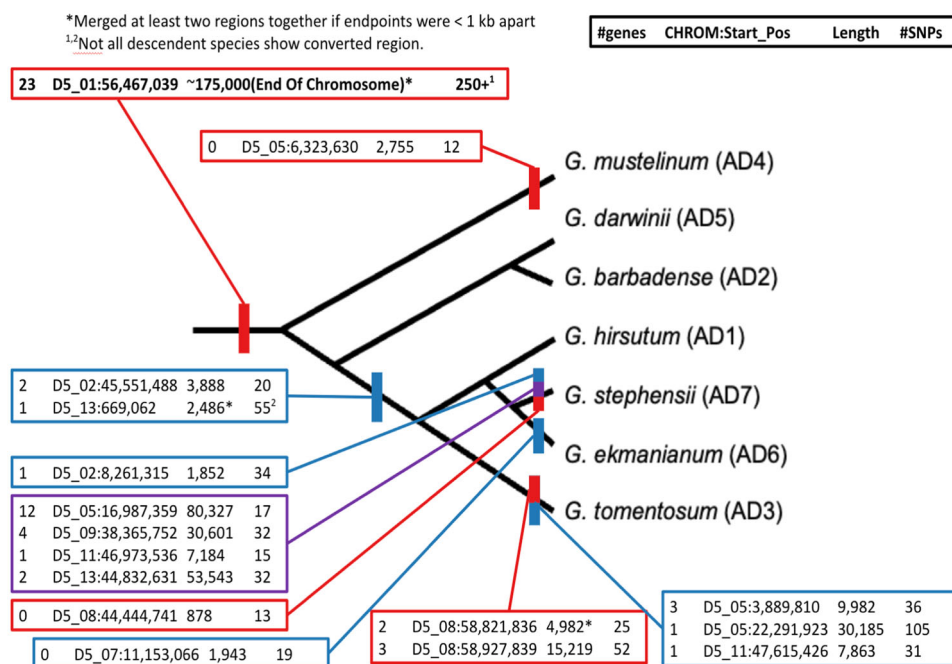 *Merged at least two regions together if endpoints were < 1 kb apart
1,2Not all descendent species show converted region.
#genes CHROM:Start_Pos Length #SNPs
23 D5_01:56,467,039 ~175,000(End Of Chromosome)* 250+1
0 D5_05:6,323,630 2,755 12
G. mustelinum (AD4)
G. darwinii (AD5)
G. barbadense (AD2)
G. hirsutum (AD1)
G. stephensii (AD7)
G. ekmanianum (AD6)
G. tomentosum (AD3)
2 D5_02:45,551,488 3,888 20
1 D5_13:669,062 2,486* 552
1 D5_02:8,261,315 1,852 34
12 D5_05:16,987,359 80,327 17
4 D5_09:38,365,752 30,601 32
1 D5_11:46,973,536 7,184 15
2 D5_13:44,832,631 53,543 32
0 D5_08:44,444,741 878 13
0 D5_07:11,153,066 1,943 19
2 D5_08:58,821,836 4,982* 25
3 D5_08:58,927,839 15,219 52
3 D5_05:3,889,810 9,982 36
1 D5_05:22,291,923 30,185 105
1 D5_11:47,615,426 7,863 31